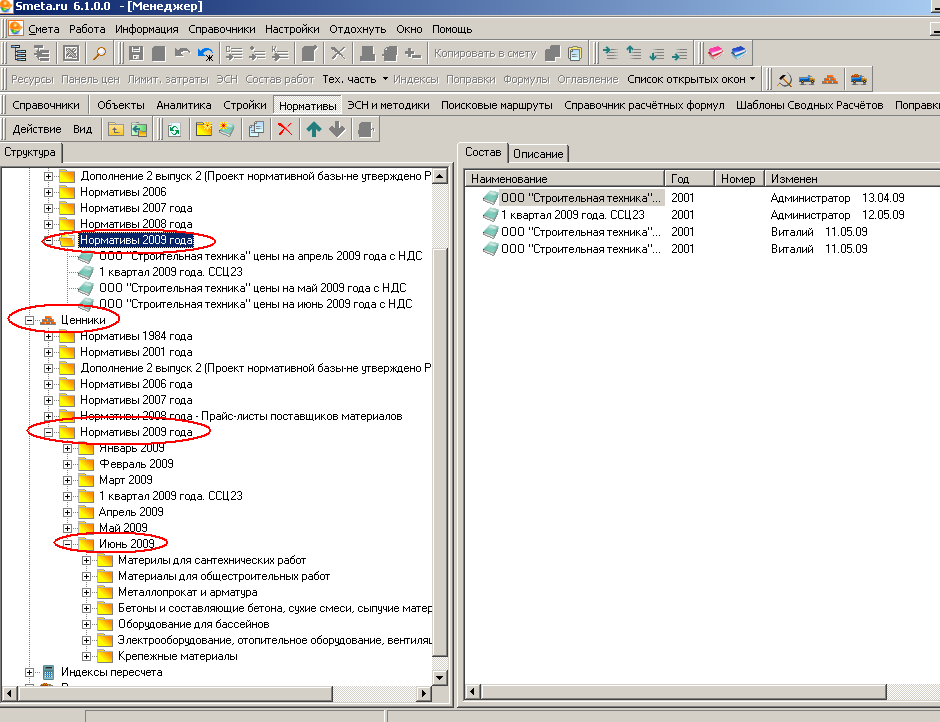 Smeta.ru 6.1.0.0 - [Менеджер]
Смета Работа Информация Справочники Настройки Отдохнуть Окно Помощь
Копировать в смету
Ресурсы Панель цен Лимит. затраты ЭСН Состав работ Тех. часть Индексы Поправки Формулы Оглавление Список открытых окон
Справочники Объекты Аналитика Стройки Нормативы ЭСН и методики Поисковые маршруты Справочник расчётных формул Шаблоны Сводных Расчётов Поправки
Действие Вид
Структура
Дополнение 2 выпуск 2 (Проект нормативной базы-не утверждено Р
Нормативы 2006
Нормативы 2007 года
Нормативы 2008 года
Нормативы 2009 года
ООО "Строительная техника" цены на апрель 2009 года с НДС
1 квартал 2009 года. ССЦ23
ООО "Строительная техника" цены на май 2009 года с НДС
ООО "Строительная техника" цены на июнь 2009 года с НДС
Ценники
Нормативы 1984 года
Нормативы 2001 года
Дополнение 2 выпуск 2 (Проект нормативной базы-не утверждено Р
Нормативы 2006 года
Нормативы 2007 года
Нормативы 2008 года - Прайс-листы поставщиков материалов
Нормативы 2009 года
Январь 2009
Февраль 2009
Март 2009
1 квартал 2009 года. ССЦ23
Апрель 2009
Май 2009
Июнь 2009
Материлы для сантехнических работ
Материалы для общестроительных работ
Металлопрокат и арматура
Бетоны и составляющие бетона, сухие смеси, сыпучие матер
Оборудование для бассейнов
Электрооборудование, отопительное оборудование, вентиляц
Крепежные материалы
Индексы пересчета
Состав Описание
Наименование Год Номер Изменен
ООО "Строительная техника"... 2001 Администратор 13.04.09
1 квартал 2009 года. ССЦ23 2001 Администратор 12.05.09
ООО "Строительная техника"... 2001 Виталий 11.05.09
ООО "Строительная техника"... 2001 Виталий 11.05.09